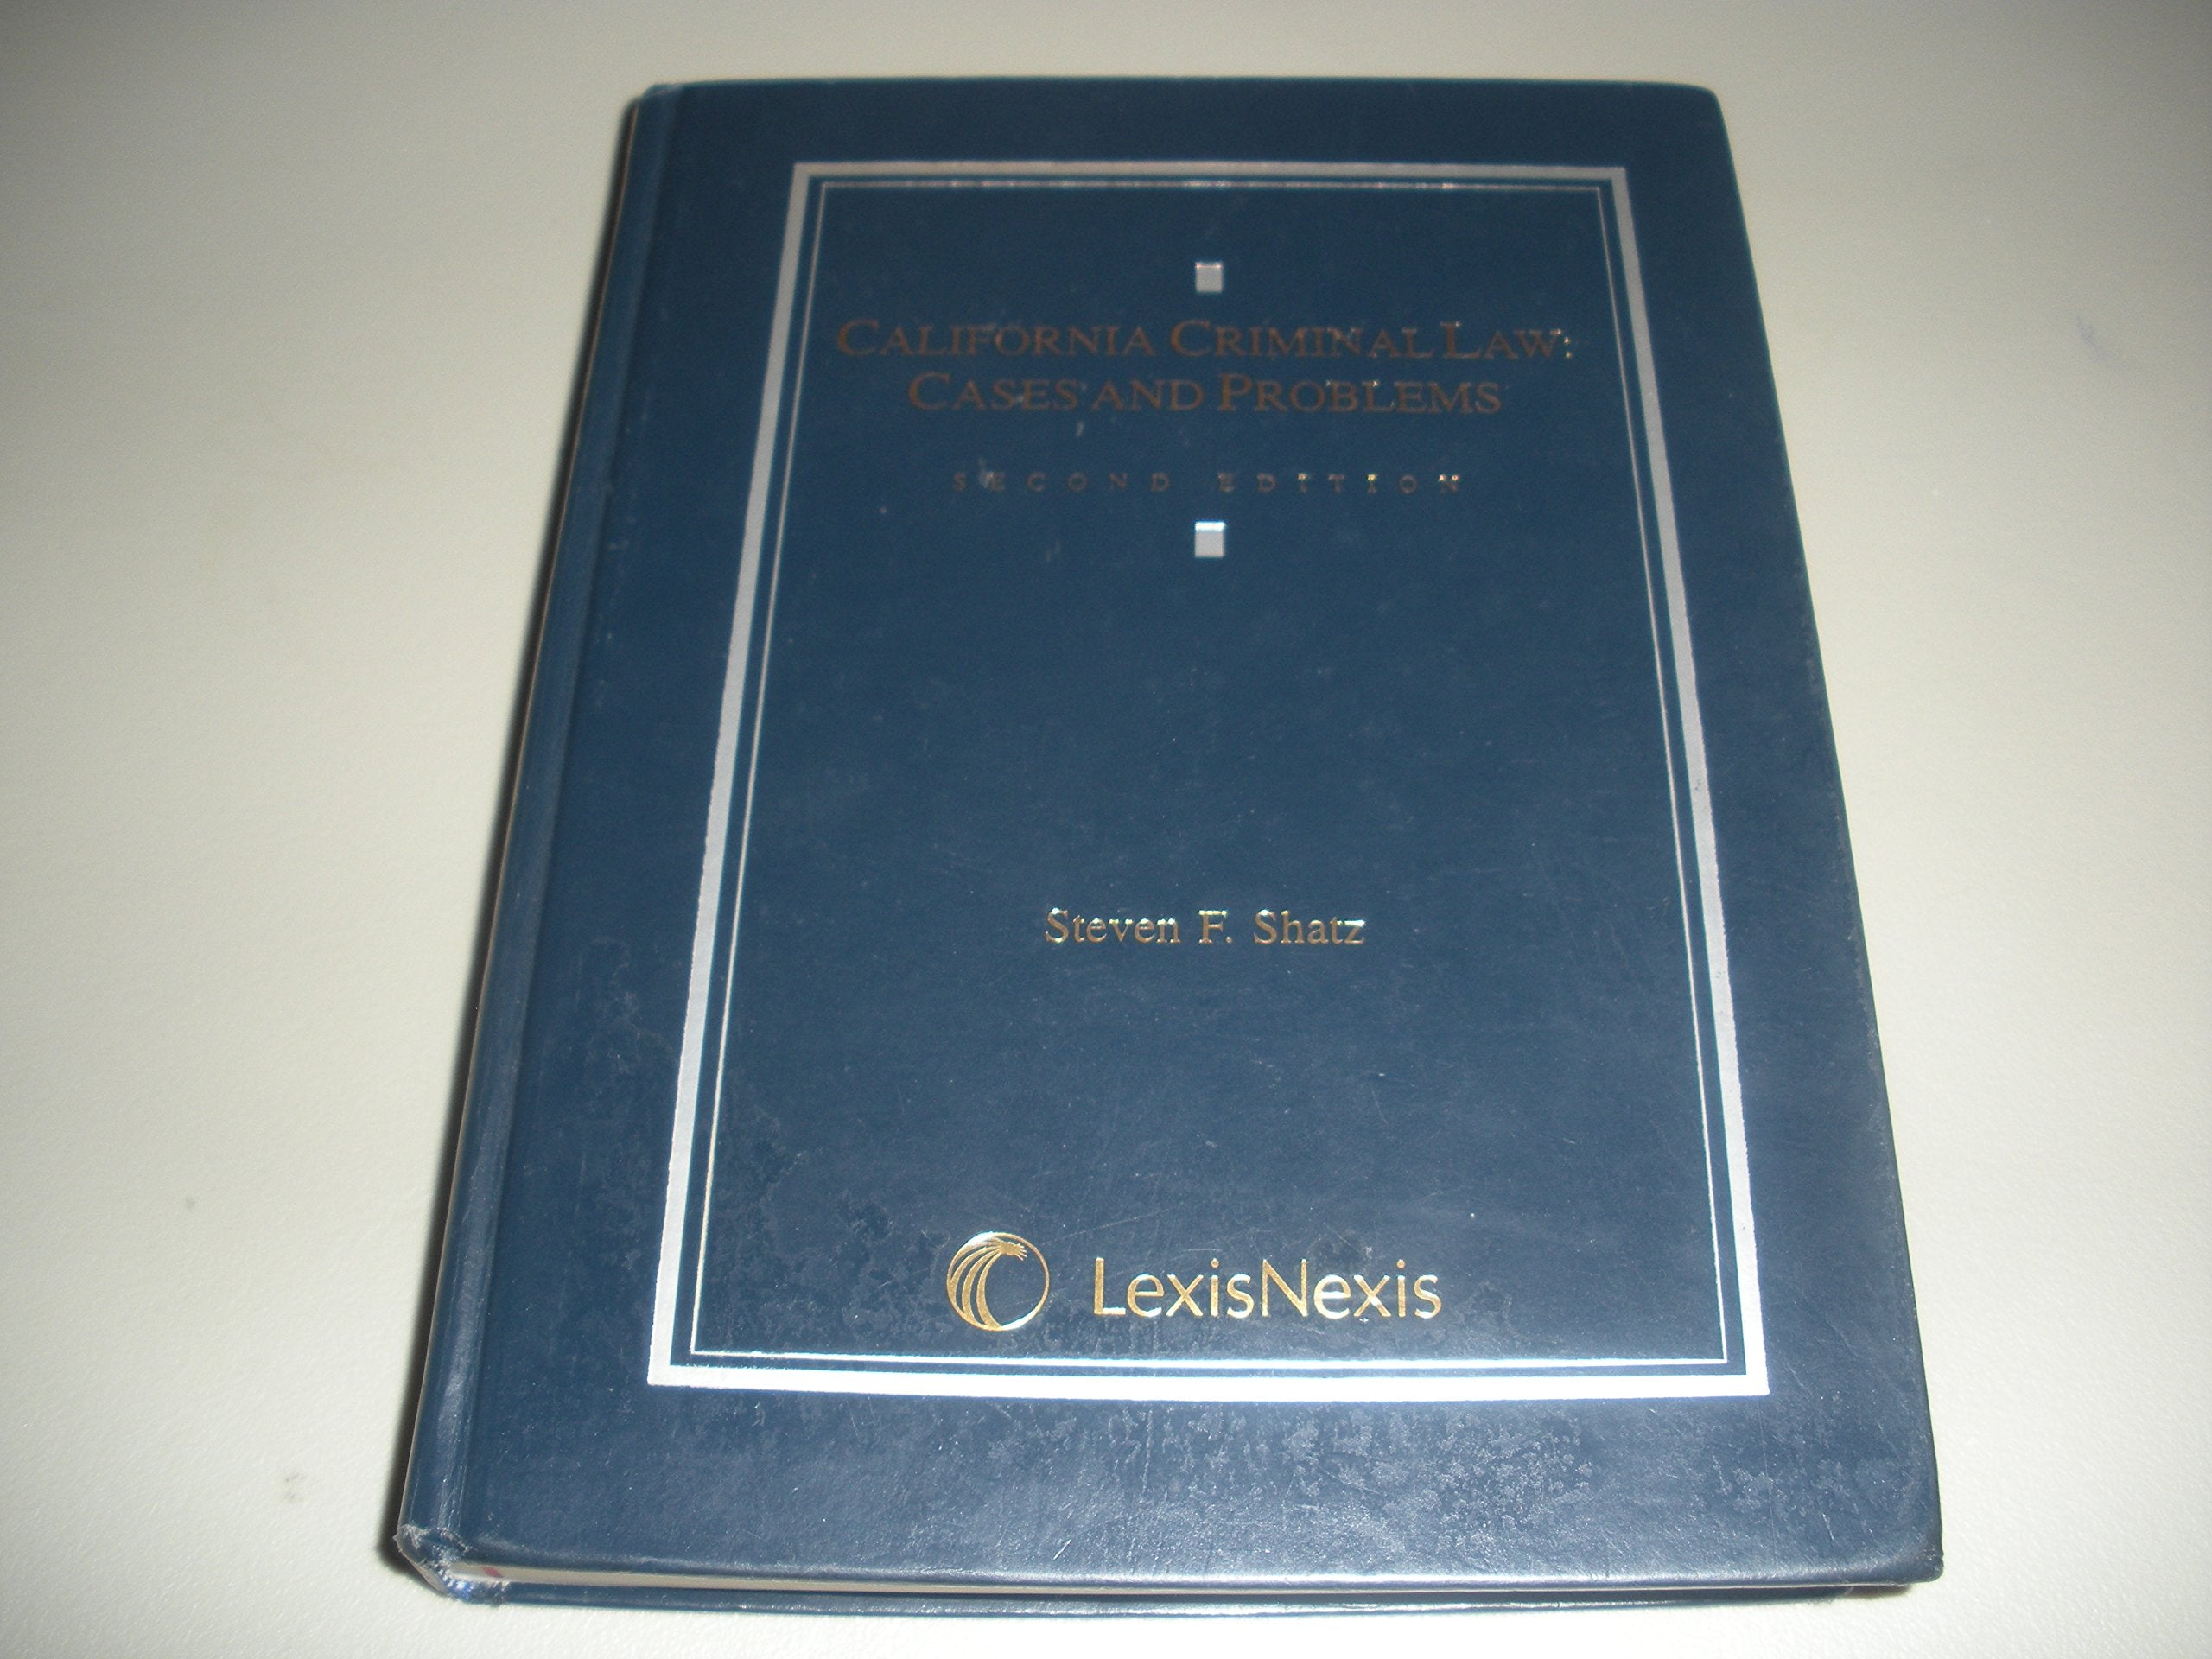 CALIFORNIA CRIMINAL LAW:
CASES AND PROBLEMS
SECOND EDITION
Steven F. Shatz
LexisNexis